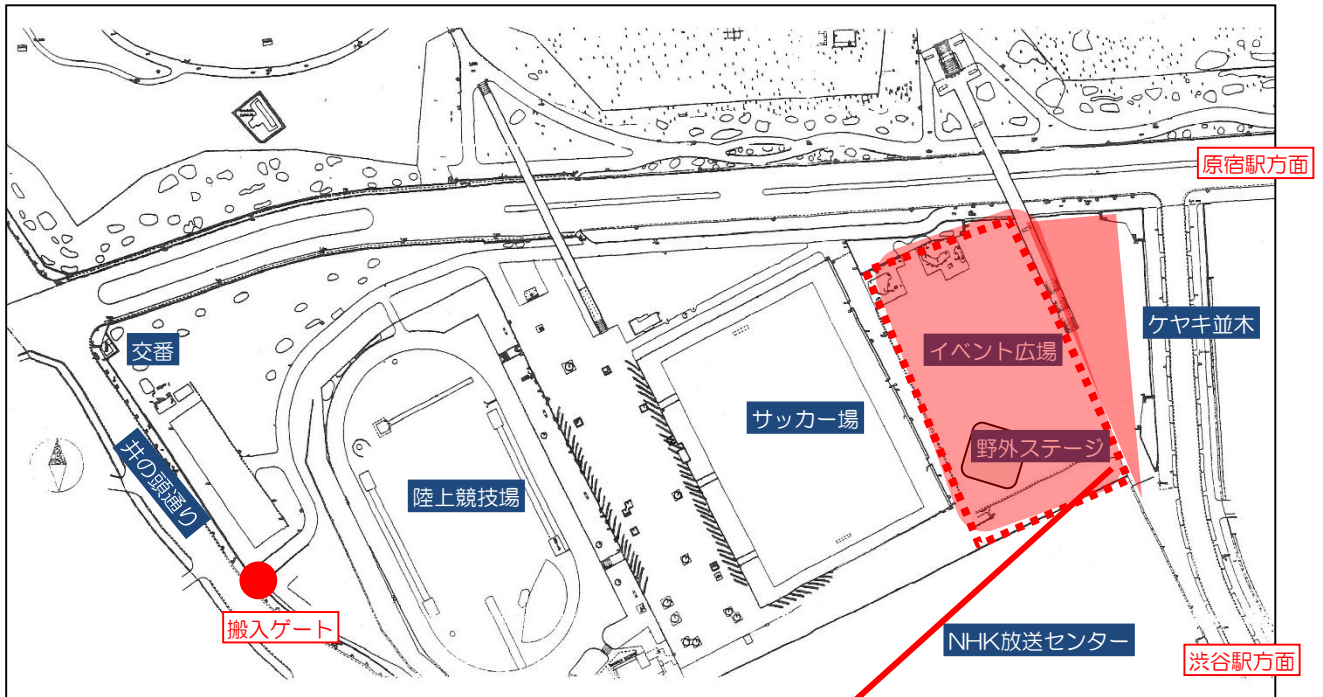 原宿駅方面
交番
ケヤキ並木
イベント広場
サッカー場
野外ステージ
井の頭通り
陸上競技場
搬入ゲート
NHK放送センター
渋谷駅方面